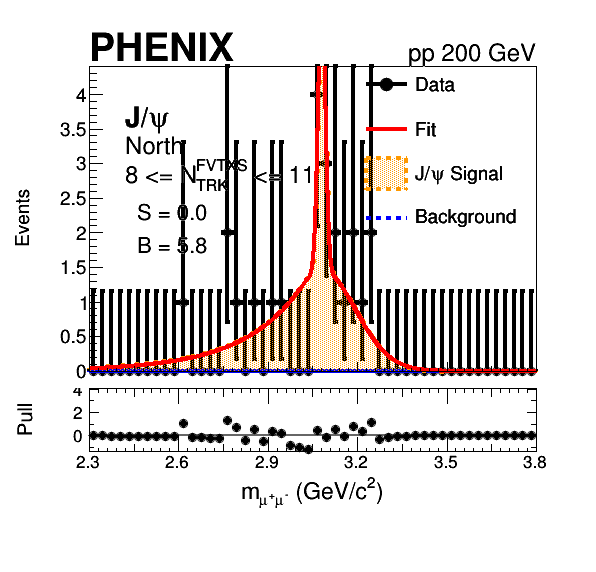 PHENIX pp 200 GeV
J/ψ
North
8 <= N^FVTXS_TRK <= 11
S = 0.0
B = 5.8
Data
Fit
J/ψ Signal
Background
Events
4
3.5
3
2.5
2
1.5
1
0.5
0
Pull
4
2
0
−2
2.3 2.6 2.9 3.2 3.5 3.8
m_μ⁺μ⁻ (GeV/c²)